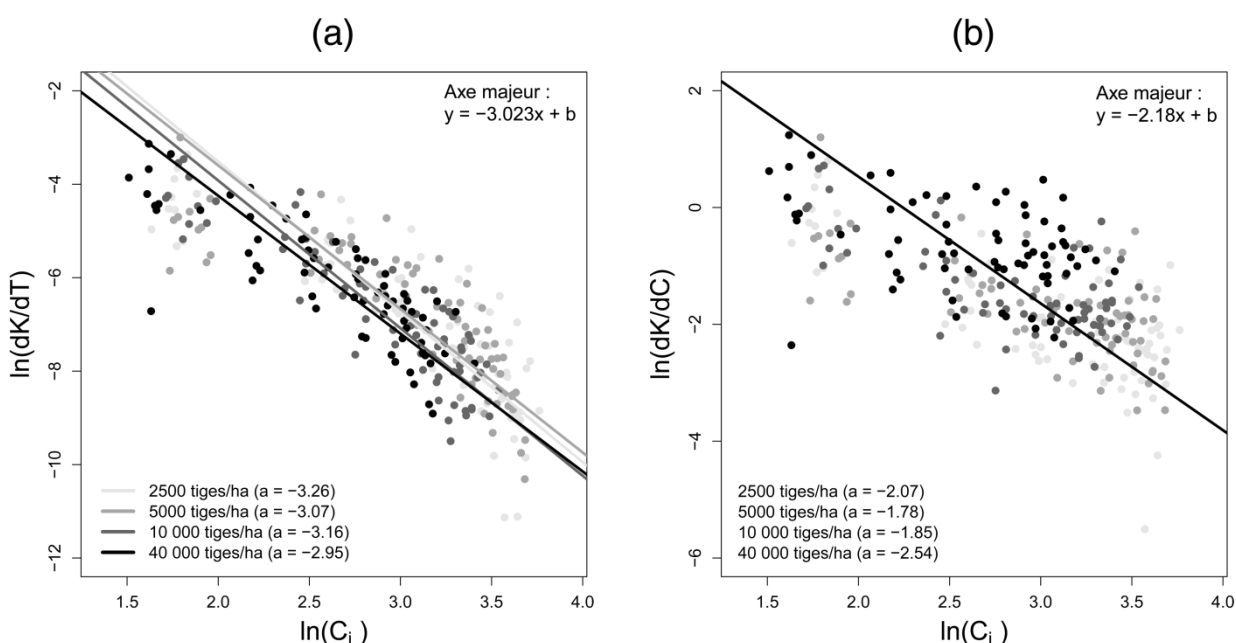 (a)
Axe majeur :
y = −3.023x + b
ln(dK/dT)
−2
−4
−6
−8
−10
−12
2500 tiges/ha (a = −3.26)
5000 tiges/ha (a = −3.07)
10 000 tiges/ha (a = −3.16)
40 000 tiges/ha (a = −2.95)
1.5 2.0 2.5 3.0 3.5 4.0
ln(Ci )
(b)
Axe majeur :
y = −2.18x + b
ln(dK/dC)
2
0
−2
−4
−6
2500 tiges/ha (a = −2.07)
5000 tiges/ha (a = −1.78)
10 000 tiges/ha (a = −1.85)
40 000 tiges/ha (a = −2.54)
1.5 2.0 2.5 3.0 3.5 4.0
ln(Ci )